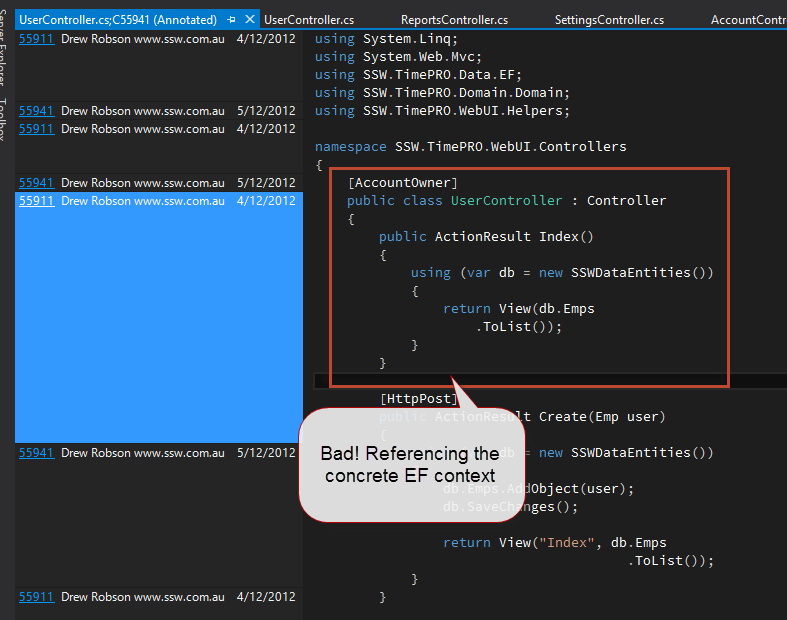 UserController.cs;C55941 (Annotated) UserController.cs ReportsController.cs SettingsController.cs AccountContr
Server Explorer
Toolbox
55911 Drew Robson www.ssw.com.au 4/12/2012 using System.Linq;
using System.Web.Mvc;
using SSW.TimePRO.Data.EF;
using SSW.TimePRO.Domain.Domain;
55941 Drew Robson www.ssw.com.au 5/12/2012 using SSW.TimePRO.WebUI.Helpers;
55911 Drew Robson www.ssw.com.au 4/12/2012
namespace SSW.TimePRO.WebUI.Controllers
{
55941 Drew Robson www.ssw.com.au 5/12/2012 [AccountOwner]
55911 Drew Robson www.ssw.com.au 4/12/2012 public class UserController : Controller
{
public ActionResult Index()
{
using (var db = new SSWDataEntities())
{
return View(db.Emps
.ToList());
}
}
[HttpPost]
public ActionResult Create(Emp user)
{
55941 Drew Robson www.ssw.com.au 5/12/2012 db = new SSWDataEntities())
Bad! Referencing the
concrete EF context
db.Emps.AddObject(user);
db.SaveChanges();
return View("Index", db.Emps
.ToList());
}
55911 Drew Robson www.ssw.com.au 4/12/2012 }